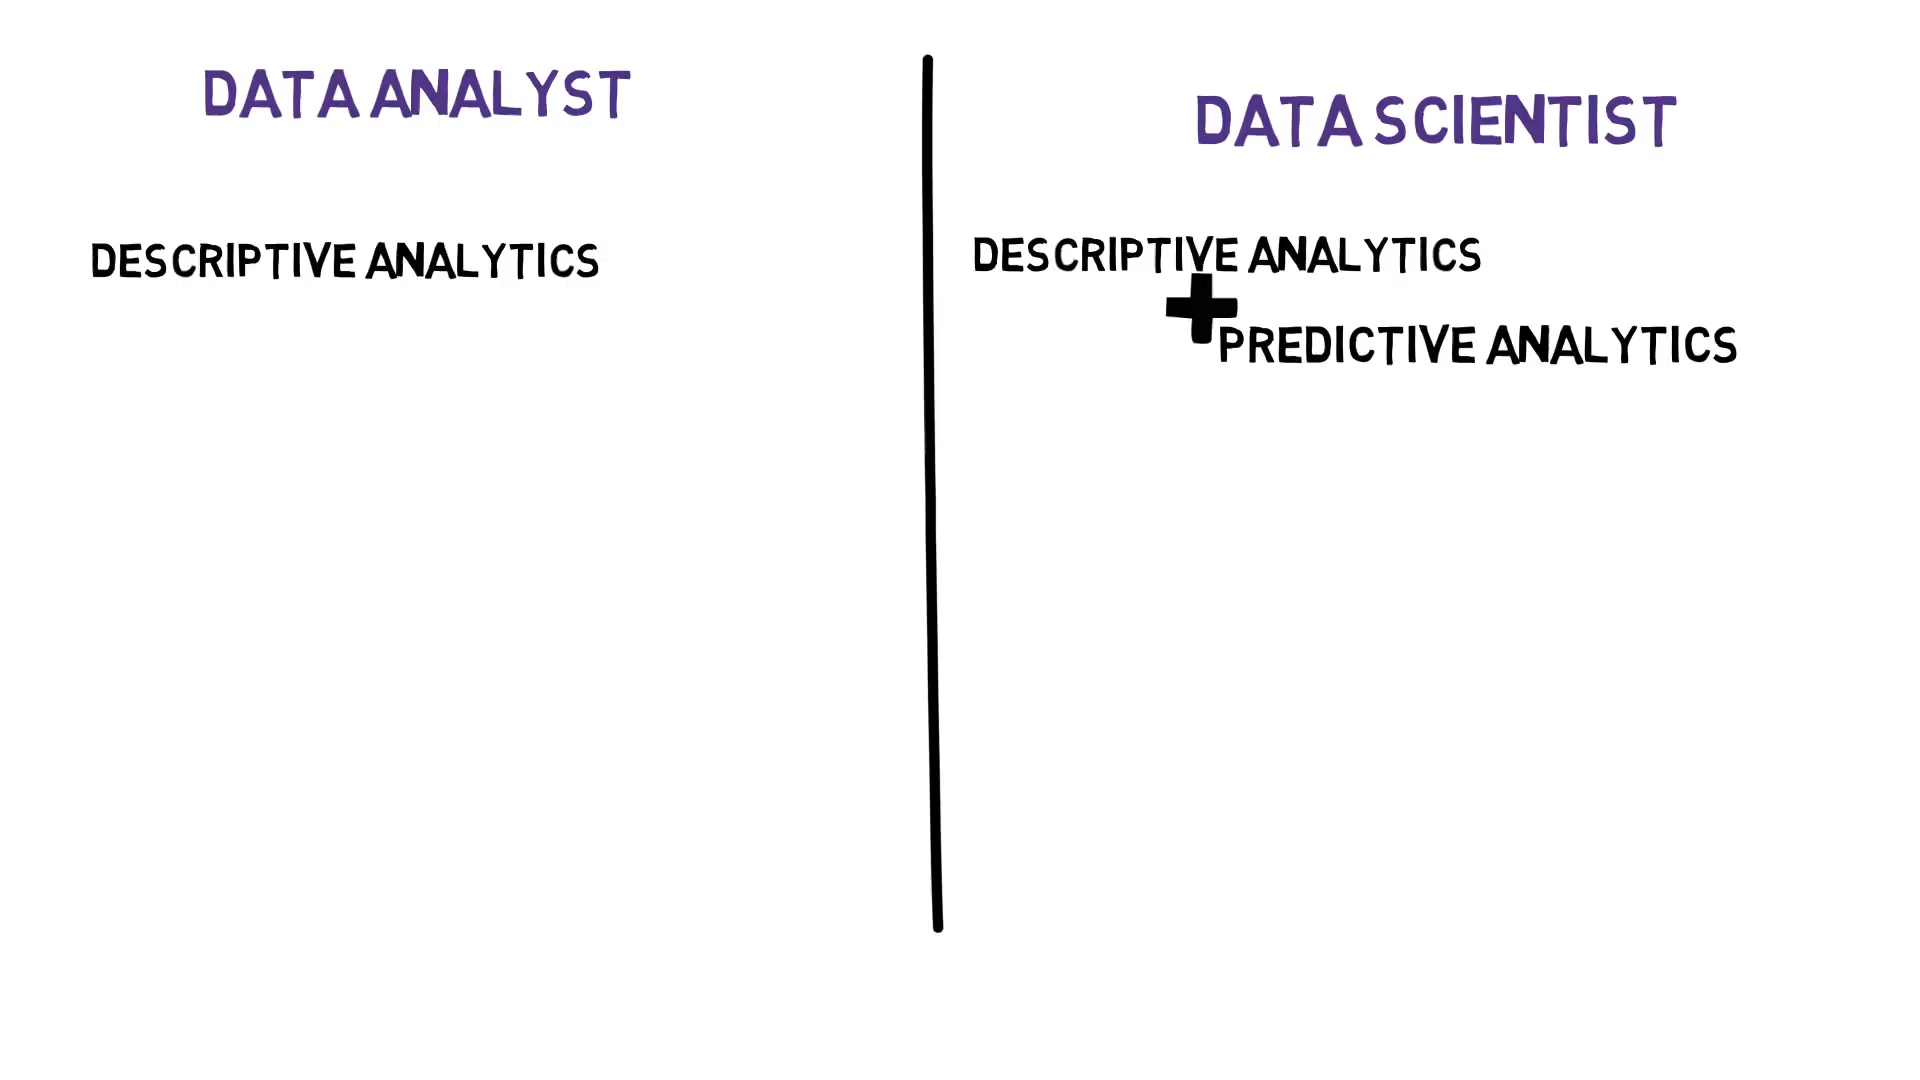 DATA ANALYST
DESCRIPTIVE ANALYTICS
DATA SCIENTIST
DESCRIPTIVE ANALYTICS
+
PREDICTIVE ANALYTICS